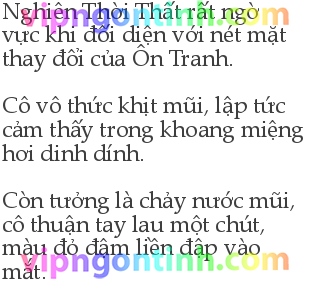 Nghiên Thời Thất rất ngờ
vực khi đối diện với nét mặt
thay đổi của Ôn Tranh.
Cô vô thức khịt mũi, lập tức
cảm thấy trong khoang miệng
hơi dinh dính.
Còn tưởng là chảy nước mũi,
cô thuận tay lau một chút,
màu đỏ đậm liền đập vào
mắt.
vipngontinh.com
vipngontinh.com